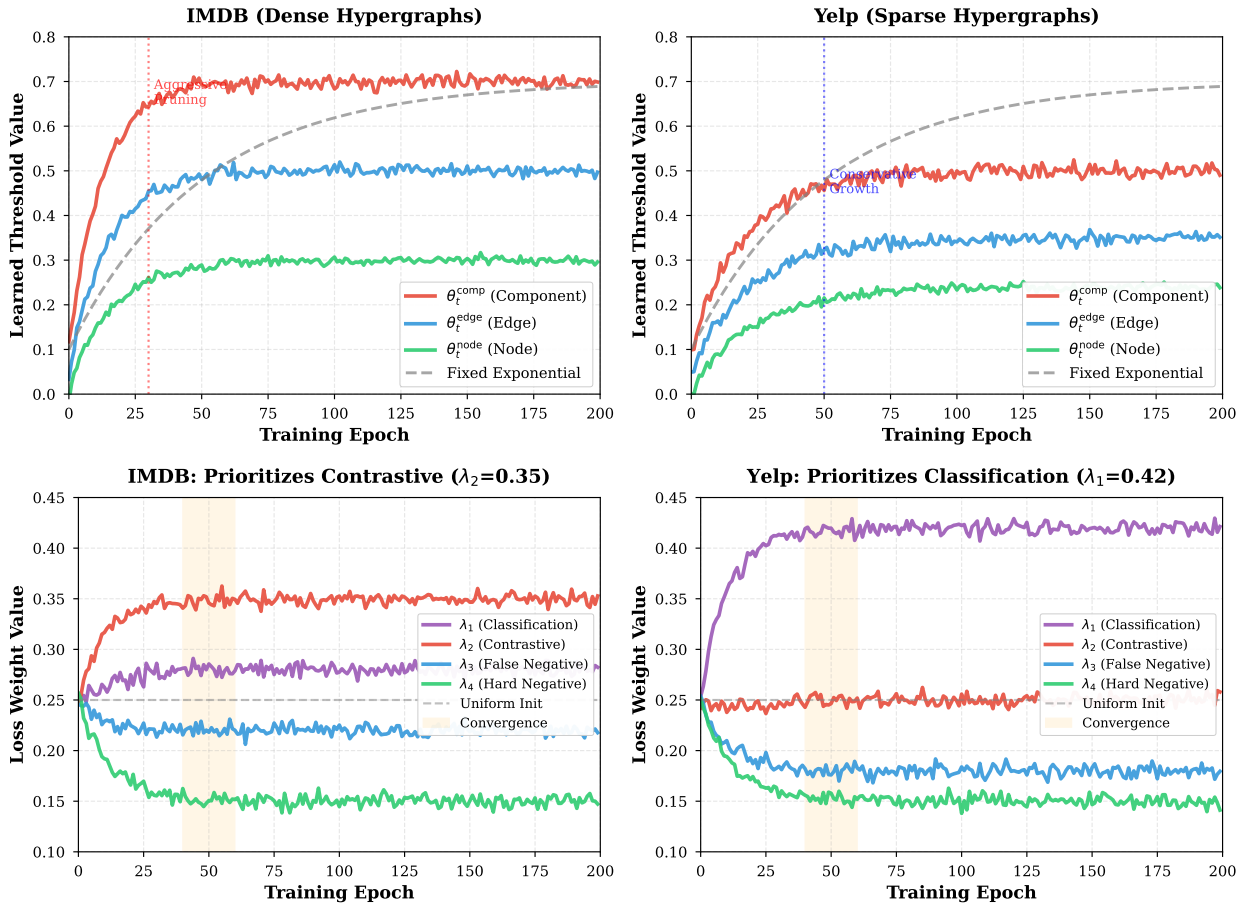 IMDB (Dense Hypergraphs)
Learned Threshold Value
0.8
0.7
0.6
0.5
0.4
0.3
0.2
0.1
0.0
Aggressive
Pruning
θ_t^comp (Component)
θ_t^edge (Edge)
θ_t^node (Node)
Fixed Exponential
0 25 50 75 100 125 150 175 200
Training Epoch
Yelp (Sparse Hypergraphs)
Learned Threshold Value
0.8
0.7
0.6
0.5
0.4
0.3
0.2
0.1
0.0
Conservative
Growth
θ_t^comp (Component)
θ_t^edge (Edge)
θ_t^node (Node)
Fixed Exponential
0 25 50 75 100 125 150 175 200
Training Epoch
IMDB: Prioritizes Contrastive (λ₂=0.35)
Loss Weight Value
0.45
0.40
0.35
0.30
0.25
0.20
0.15
0.10
λ₁ (Classification)
λ₂ (Contrastive)
λ₃ (False Negative)
λ₄ (Hard Negative)
Uniform Init
Convergence
0 25 50 75 100 125 150 175 200
Training Epoch
Yelp: Prioritizes Classification (λ₁=0.42)
Loss Weight Value
0.45
0.40
0.35
0.30
0.25
0.20
0.15
0.10
λ₁ (Classification)
λ₂ (Contrastive)
λ₃ (False Negative)
λ₄ (Hard Negative)
Uniform Init
Convergence
0 25 50 75 100 125 150 175 200
Training Epoch